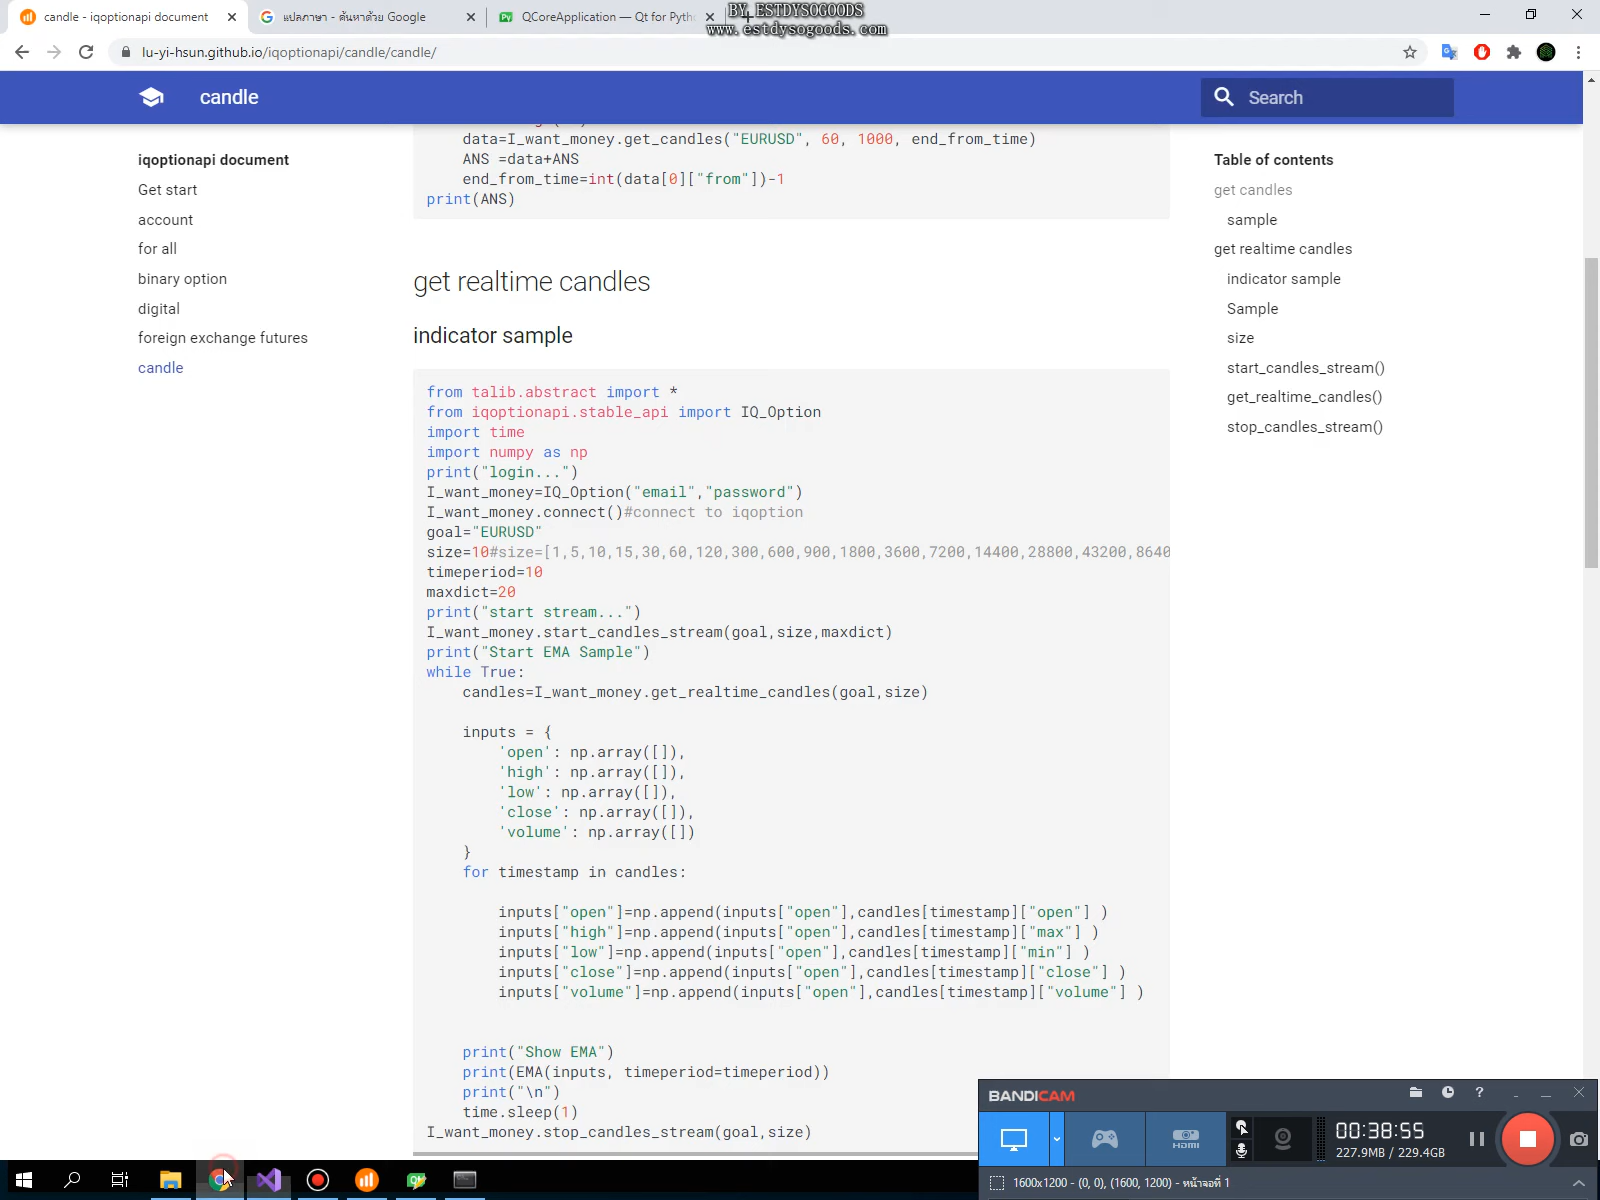 candle - iqoptionapi document
แปลภาษา - ค้นหาด้วย Google
QCoreApplication — Qt for Pyth
BY ESTDYSOGOODS
www.estdysogoods.com
lu-yi-hsun.github.io/iqoptionapi/candle/candle/
candle
Search
iqoptionapi document
Get start
account
for all
binary option
digital
foreign exchange futures
candle
data=I_want_money.get_candles("EURUSD", 60, 1000, end_from_time)
ANS =data+ANS
end_from_time=int(data[0]["from"])-1
print(ANS)
get realtime candles
indicator sample
from talib.abstract import *
from iqoptionapi.stable_api import IQ_Option
import time
import numpy as np
print("login...")
I_want_money=IQ_Option("email","password")
I_want_money.connect()#connect to iqoption
goal="EURUSD"
size=10#size=[1,5,10,15,30,60,120,300,600,900,1800,3600,7200,14400,28800,43200,8640
timeperiod=10
maxdict=20
print("start stream...")
I_want_money.start_candles_stream(goal,size,maxdict)
print("Start EMA Sample")
while True:
candles=I_want_money.get_realtime_candles(goal,size)
inputs = {
'open': np.array([]),
'high': np.array([]),
'low': np.array([]),
'close': np.array([]),
'volume': np.array([])
}
for timestamp in candles:
inputs["open"]=np.append(inputs["open"],candles[timestamp]["open"] )
inputs["high"]=np.append(inputs["open"],candles[timestamp]["max"] )
inputs["low"]=np.append(inputs["open"],candles[timestamp]["min"] )
inputs["close"]=np.append(inputs["open"],candles[timestamp]["close"] )
inputs["volume"]=np.append(inputs["open"],candles[timestamp]["volume"] )
print("Show EMA")
print(EMA(inputs, timeperiod=timeperiod))
print("\n")
time.sleep(1)
I_want_money.stop_candles_stream(goal,size)
Table of contents
get candles
sample
get realtime candles
indicator sample
Sample
size
start_candles_stream()
get_realtime_candles()
stop_candles_stream()
BANDICAM
HDMI
00:38:55
227.9MB / 229.4GB
1600x1200 - (0, 0), (1600, 1200) - หน้าจอที่ 1